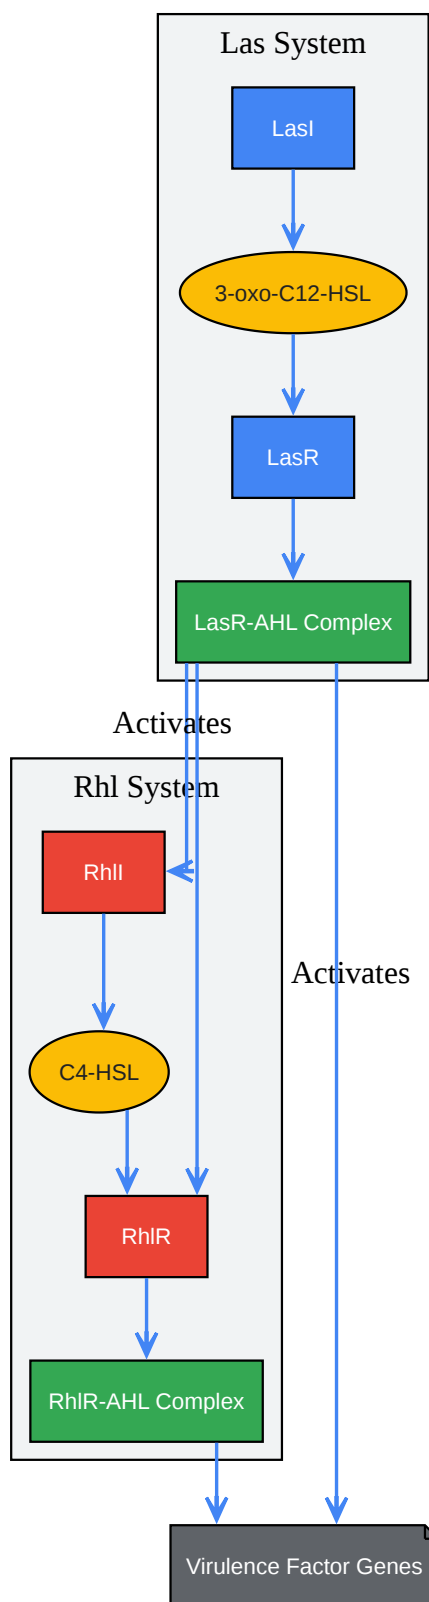 Las System
LasI
3-oxo-C12-HSL
LasR
LasR-AHL Complex
Activates
Rhl System
RhlI
Activates
C4-HSL
RhlR
RhlR-AHL Complex
Virulence Factor Genes